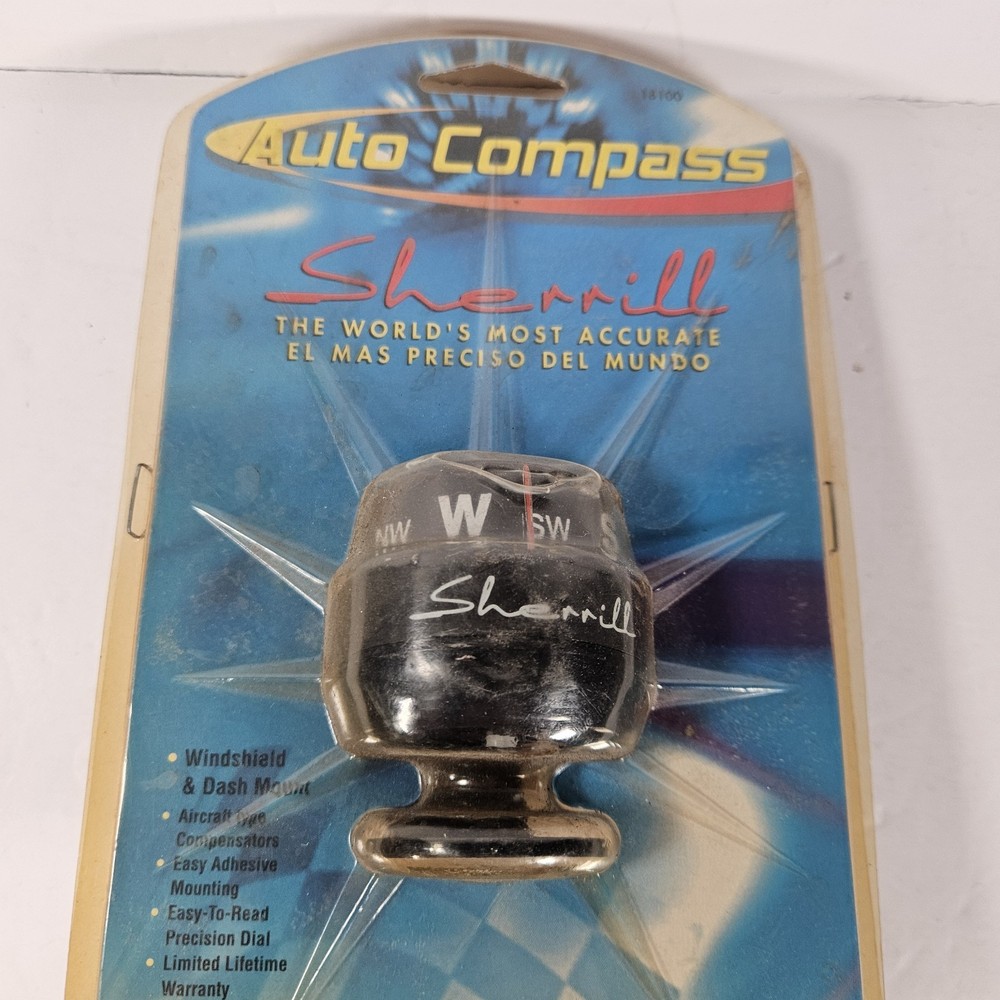 18100
Auto Compass
Sherrill
THE WORLD'S MOST ACCURATE
EL MAS PRECISO DEL MUNDO
NW W SW S
Sherrill
• Windshield
& Dash Mount
• Aircraft type
Compensators
• Easy Adhesive
Mounting
• Easy-To-Read
Precision Dial
• Limited Lifetime
Warranty